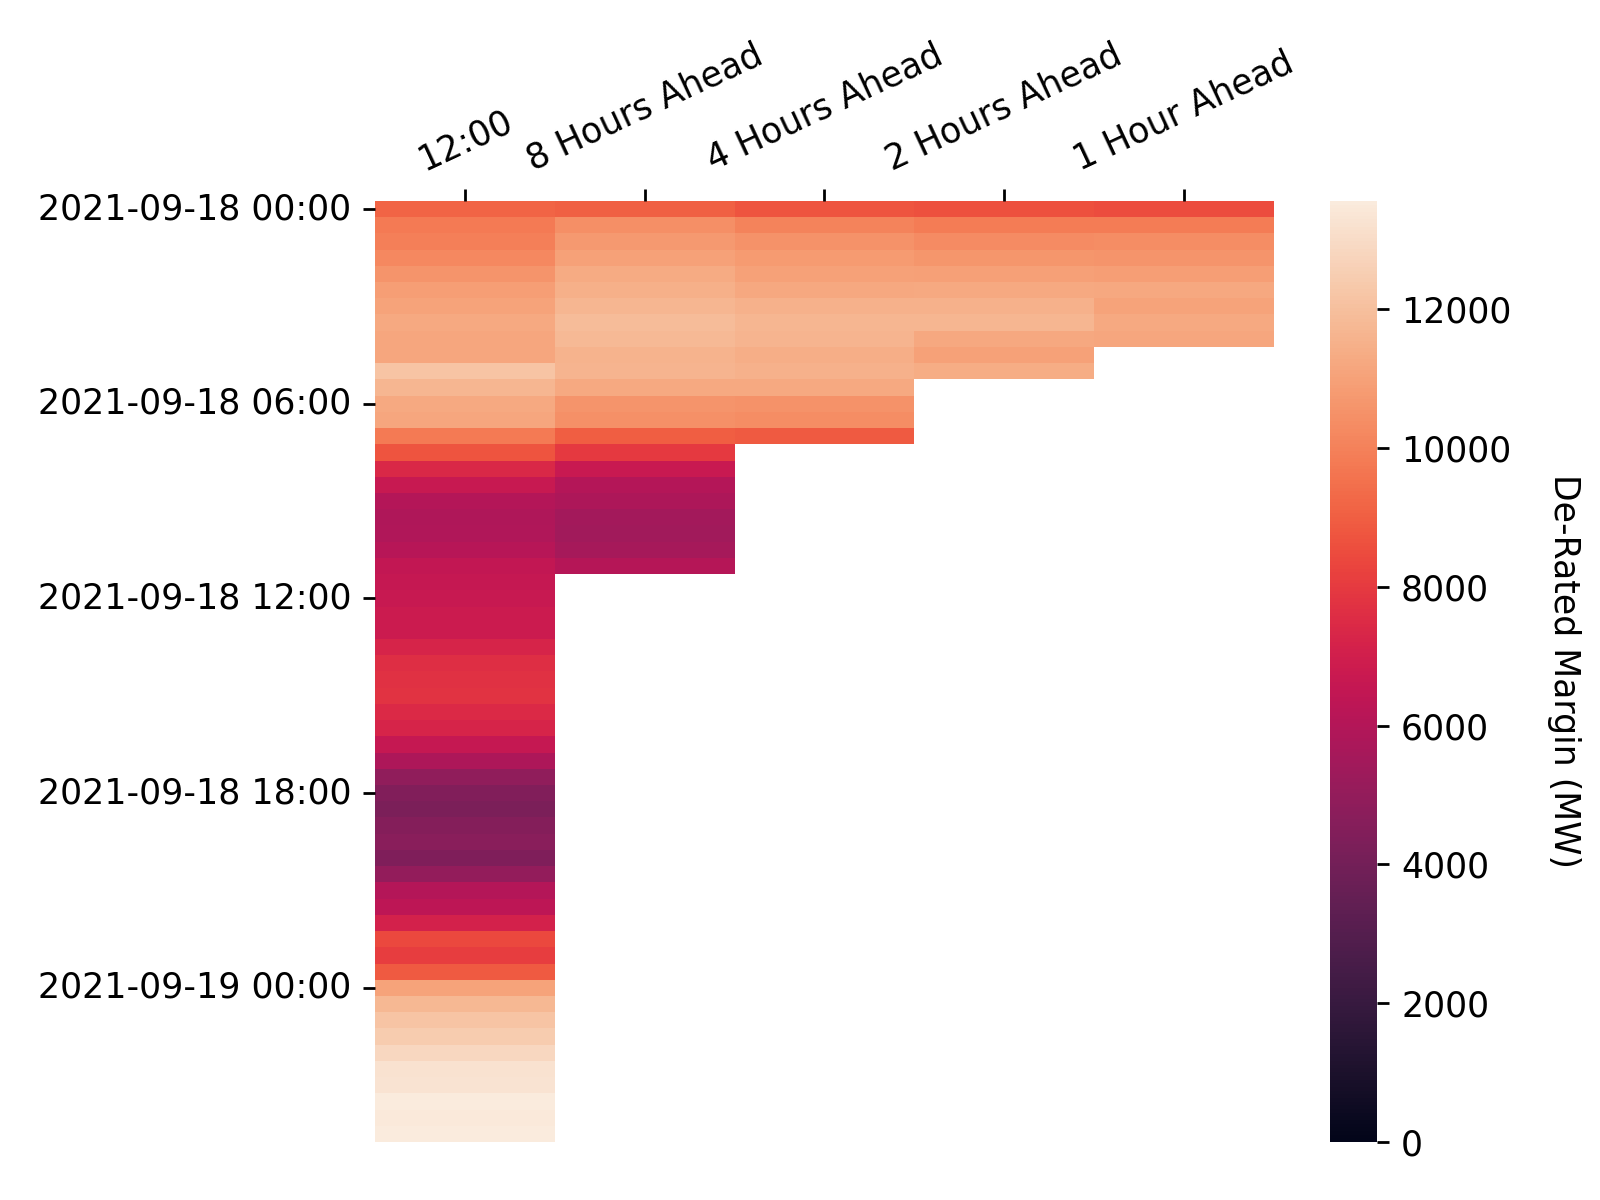 12:00
8 Hours Ahead
4 Hours Ahead
2 Hours Ahead
1 Hour Ahead
2021-09-18 00:00
2021-09-18 06:00
2021-09-18 12:00
2021-09-18 18:00
2021-09-19 00:00
12000
10000
8000
6000
4000
2000
0
De-Rated Margin (MW)